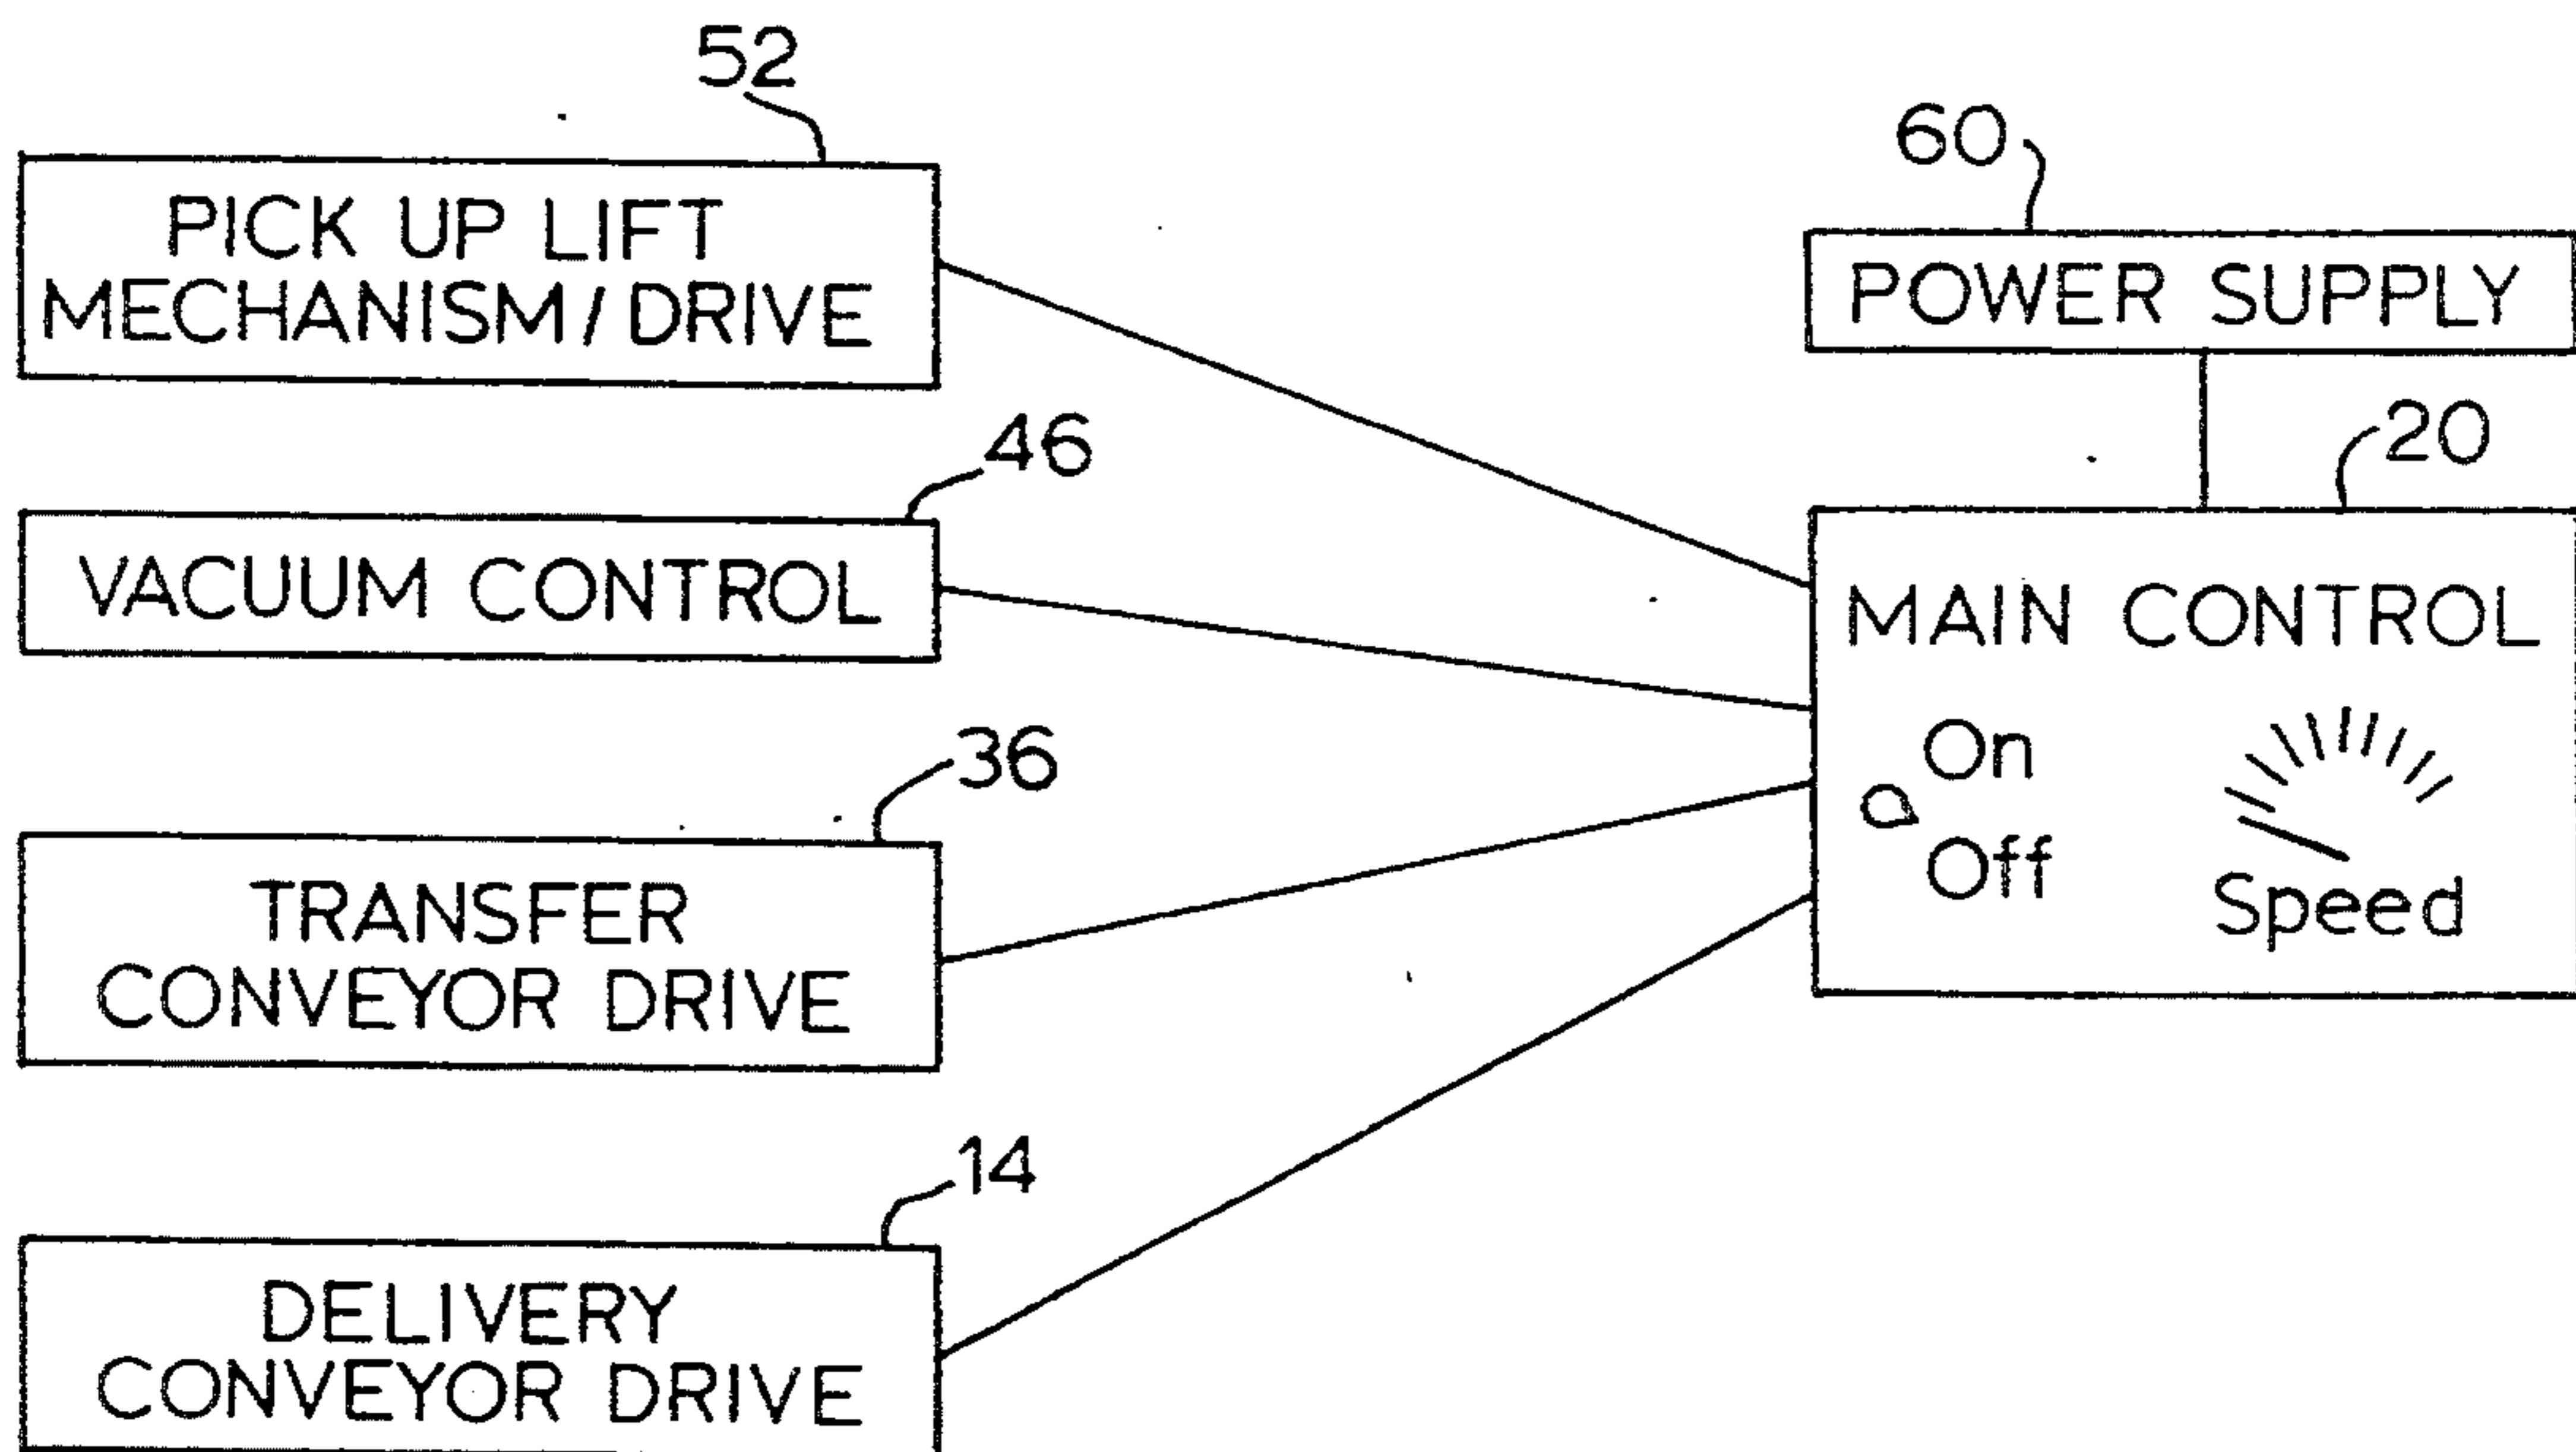 52
PICK UP LIFT
MECHANISM / DRIVE
46
VACUUM CONTROL
36
TRANSFER
CONVEYOR DRIVE
14
DELIVERY
CONVEYOR DRIVE
60
POWER SUPPLY
20
MAIN CONTROL
On
Off
Speed